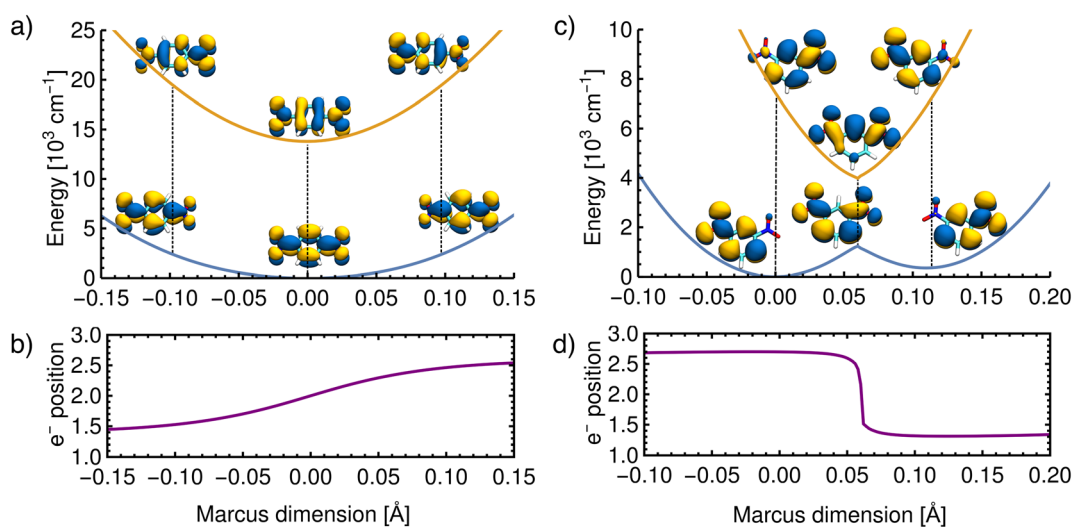 a)
Energy [10³ cm⁻¹]
25
20
15
10
5
0
−0.15 −0.10 −0.05 0.00 0.05 0.10 0.15
b)
e⁻ position
3.0
2.5
2.0
1.5
1.0
−0.15 −0.10 −0.05 0.00 0.05 0.10 0.15
Marcus dimension [Å]
c)
Energy [10³ cm⁻¹]
10
8
6
4
2
0
−0.10 −0.05 0.00 0.05 0.10 0.15 0.20
d)
e⁻ position
3.0
2.5
2.0
1.5
1.0
−0.10 −0.05 0.00 0.05 0.10 0.15 0.20
Marcus dimension [Å]